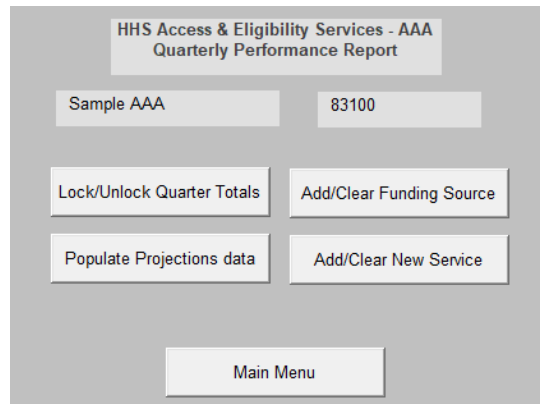 HHS Access & Eligibility Services - AAA
Quarterly Performance Report
Sample AAA
83100
Lock/Unlock Quarter Totals
Add/Clear Funding Source
Populate Projections data
Add/Clear New Service
Main Menu